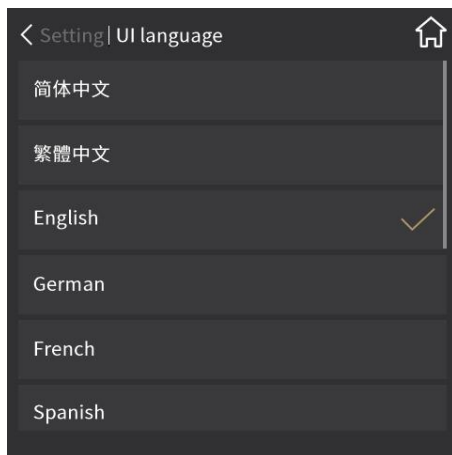 Setting| UI language
简体中文
繁體中文
English
German
French
Spanish